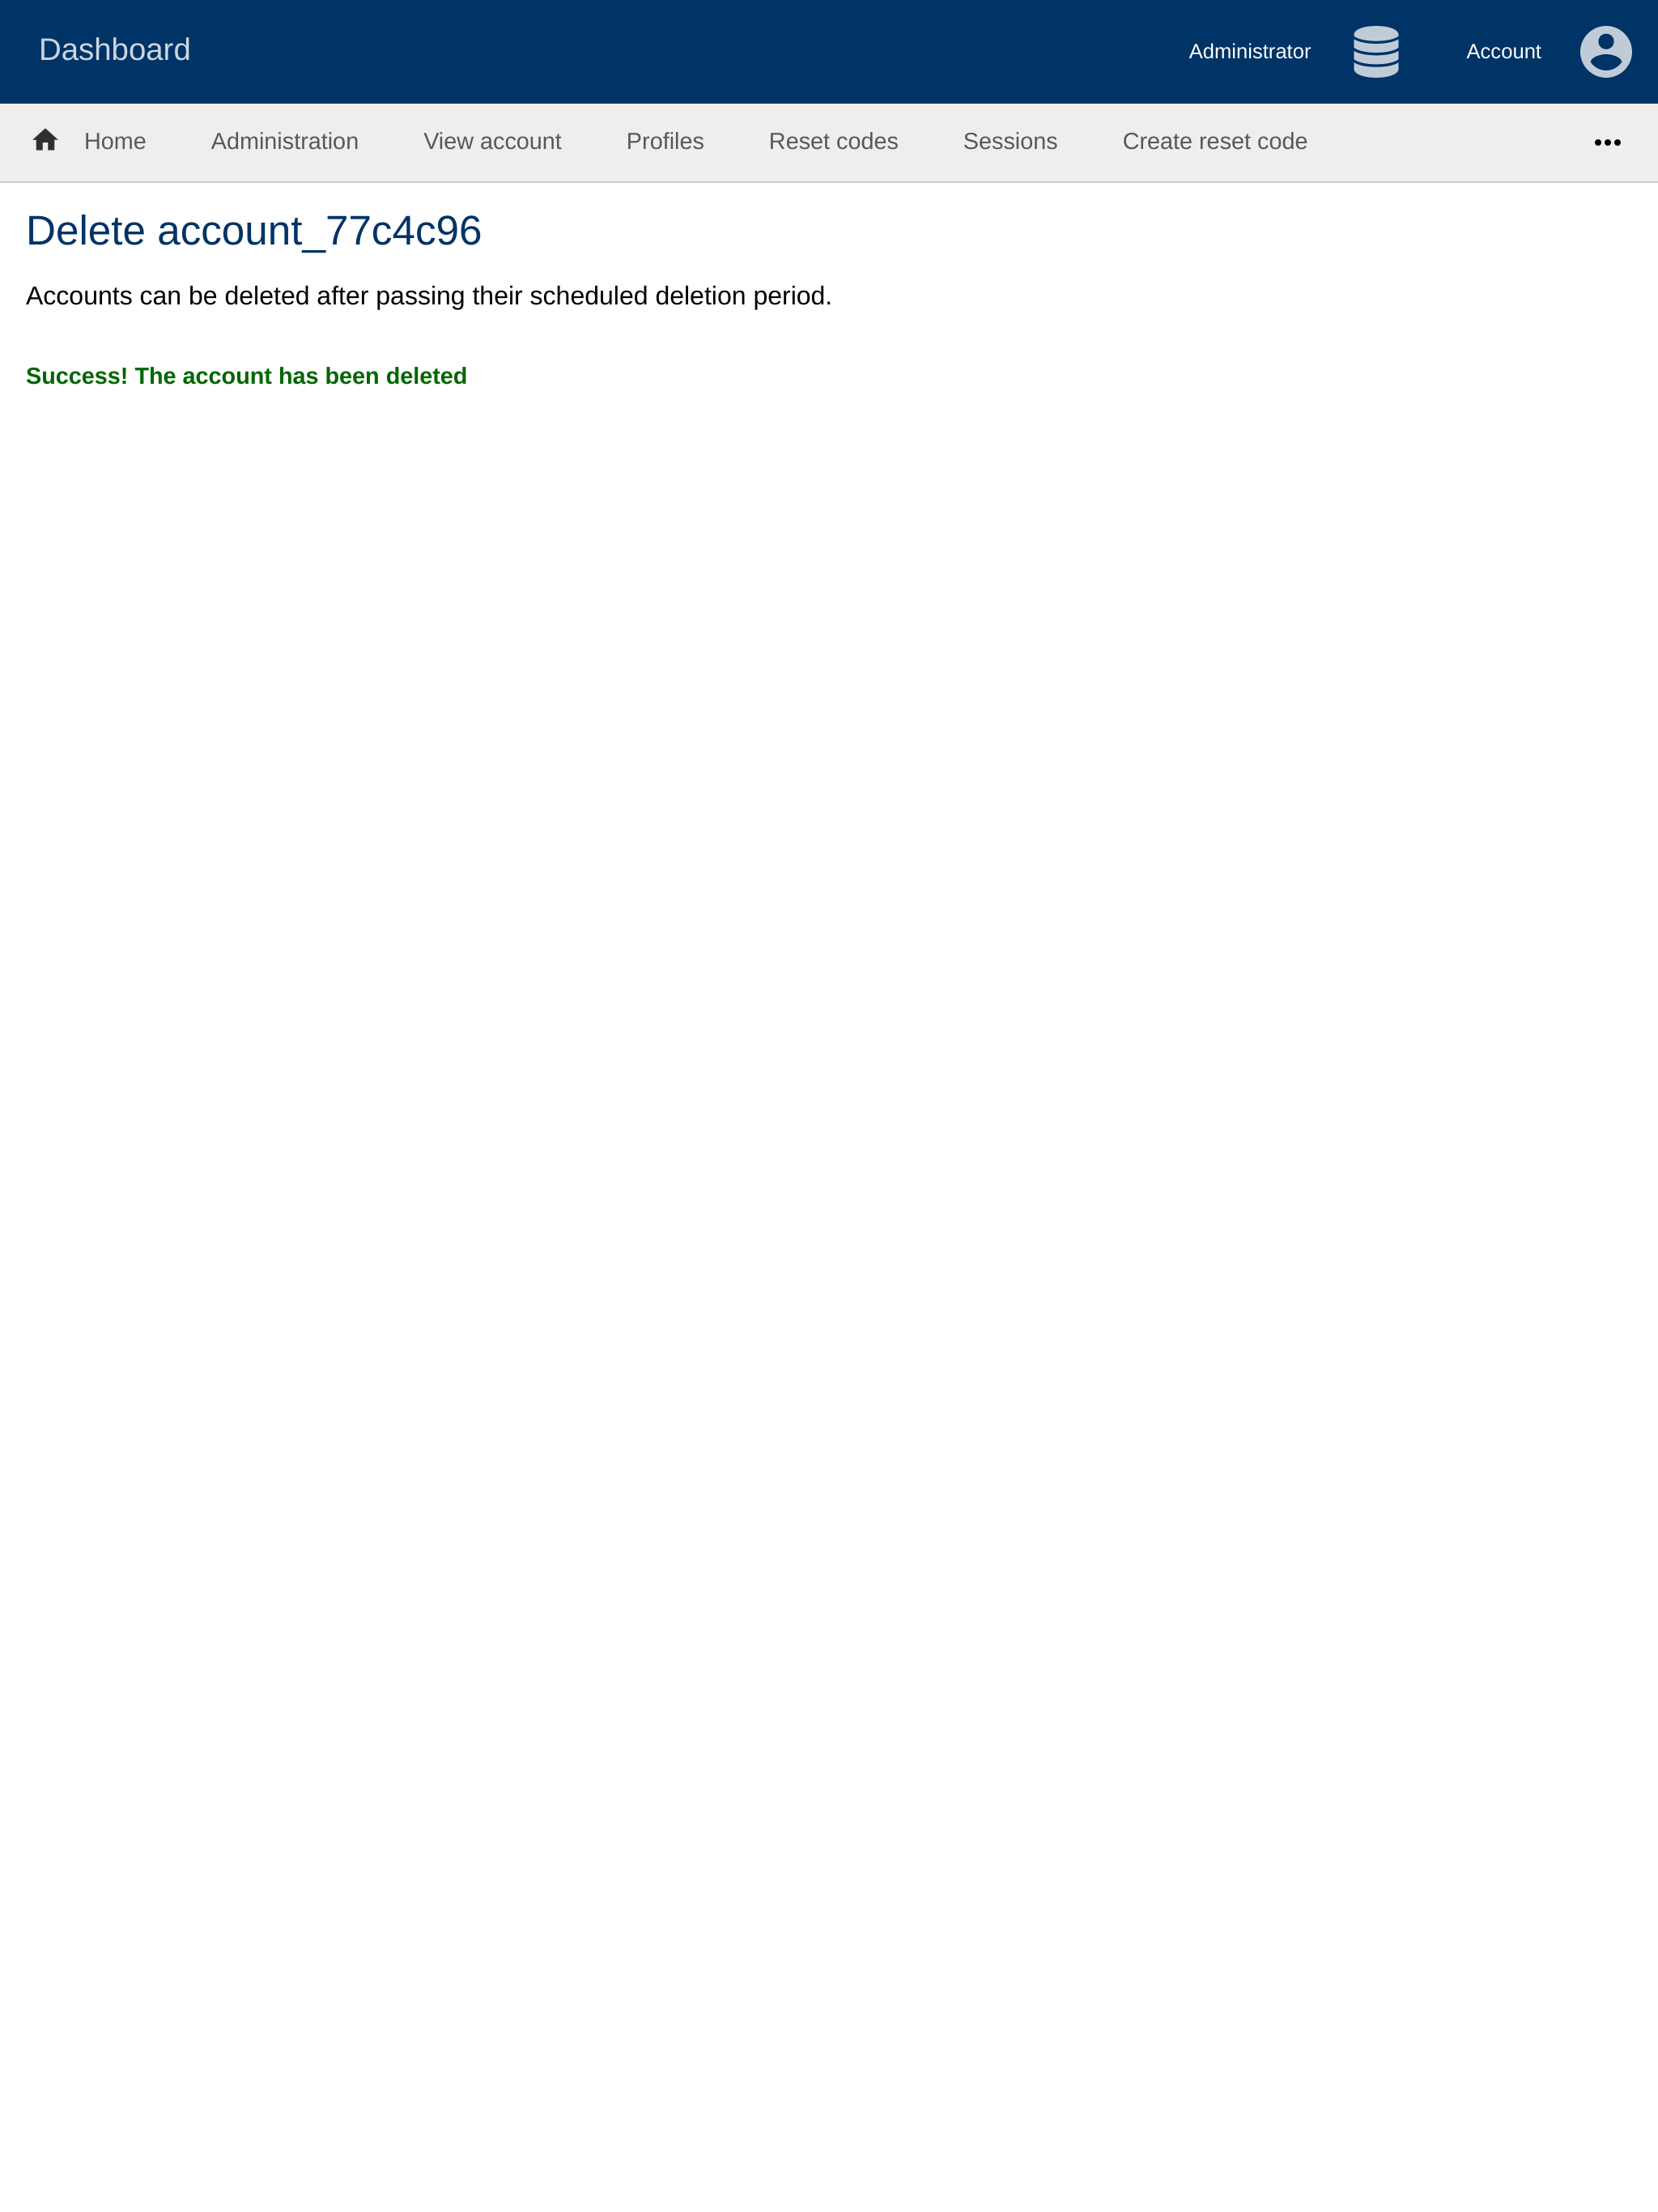 Dashboard
Administrator
Account
Home
Administration
View account
Profiles
Reset codes
Sessions
Create reset code
Delete account_77c4c96
Accounts can be deleted after passing their scheduled deletion period.
Success! The account has been deleted